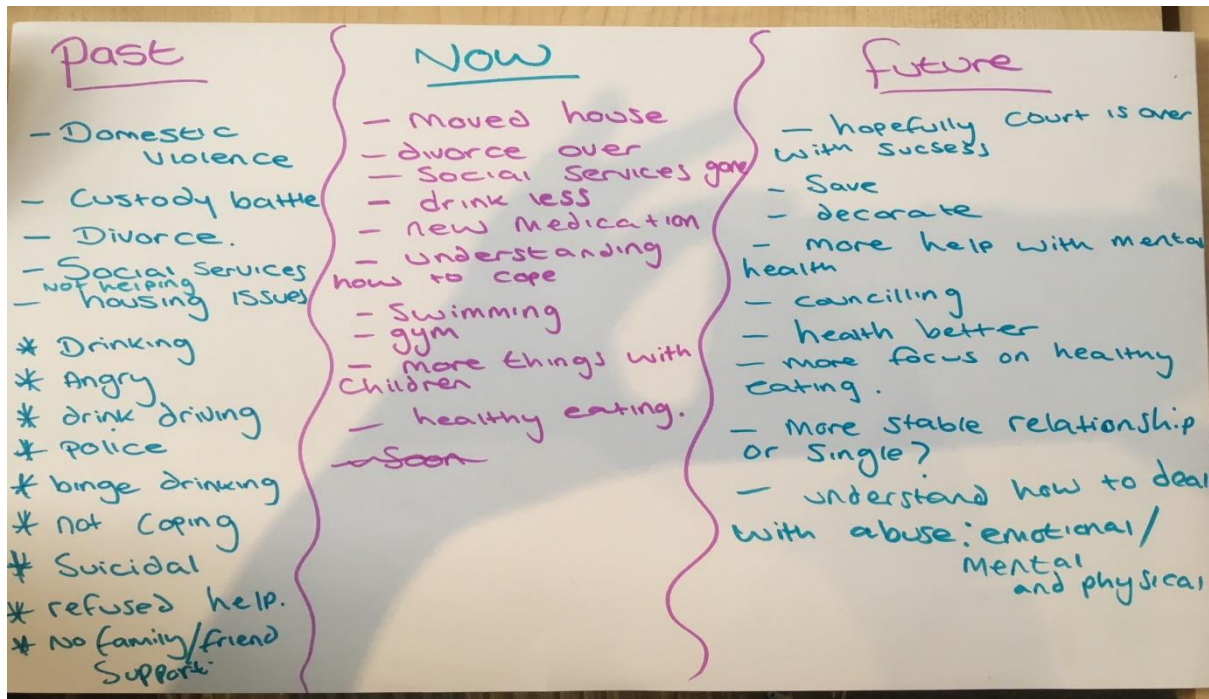 Past
- Domestic
violence
- Custody battle
- Divorce.
- Social Services
not helping
- housing issues
* Drinking
* Angry
* drink driving
* police
* binge drinking
* not coping
* Suicidal
* refused help.
* No family/friend
Support.
Now
- moved house
- divorce over
- Social Services gone
- drink less
- new medication
- understanding
how to cope
- Swimming
- gym
- more things with
children
- healthy eating.
- Soon
future
- hopefully court is over
with sucsess
- Save
- decorate
- more help with mental
health
- councilling
- health better
- more focus on healthy
eating.
- More stable relationship
or single?
- understand how to deal
with abuse: emotional/
Mental
and physical